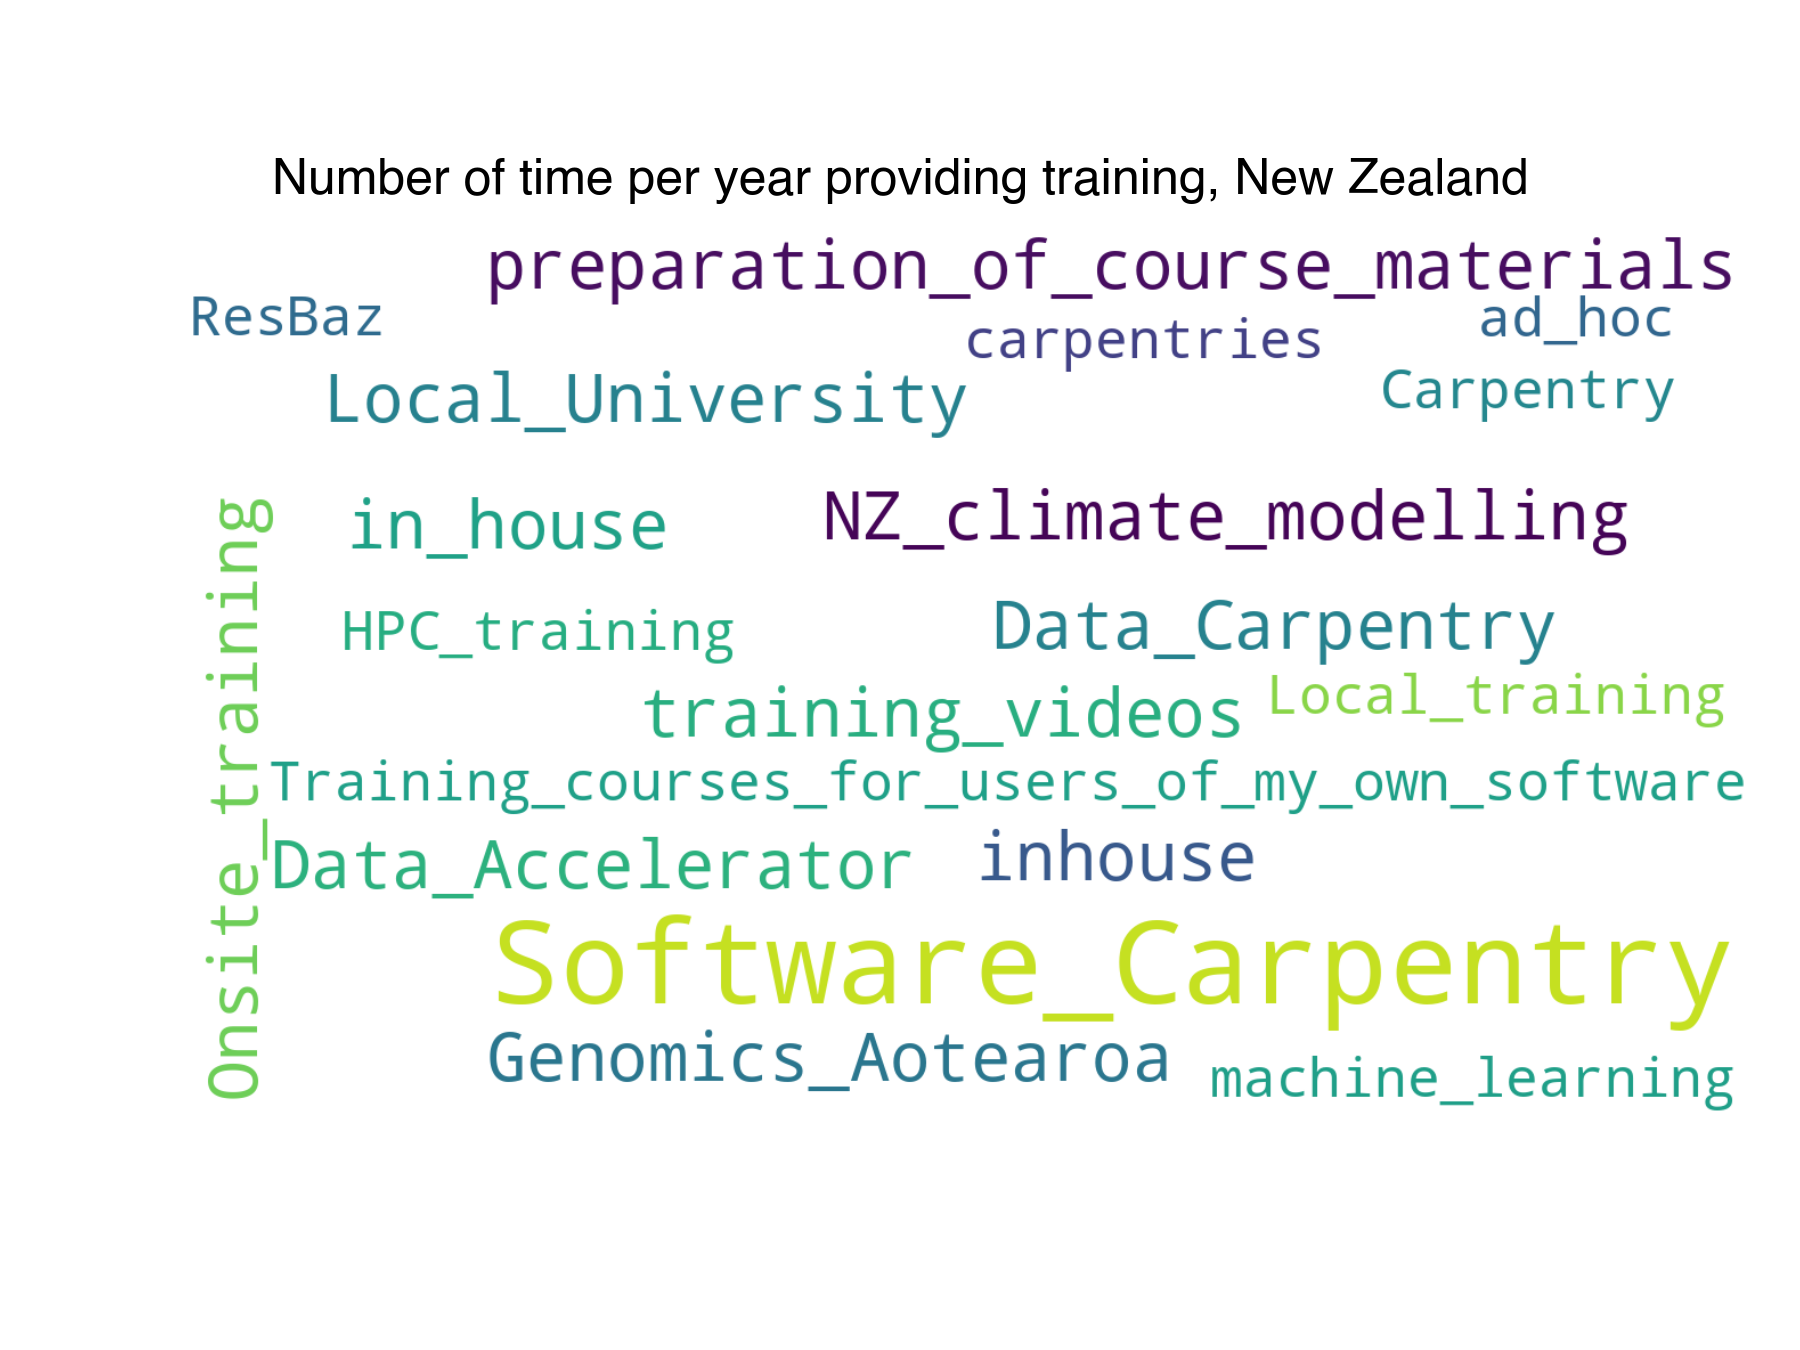 Number of time per year providing training, New Zealand
preparation_of_course_materials
ResBaz
ad_hoc
carpentries
Local_University
Carpentry
in_house
NZ_climate_modelling
Onsite_training
HPC_training
Data_Carpentry
training_videos
Local_training
Training_courses_for_users_of_my_own_software
Data_Accelerator
inhouse
Software_Carpentry
Genomics_Aotearoa
machine_learning